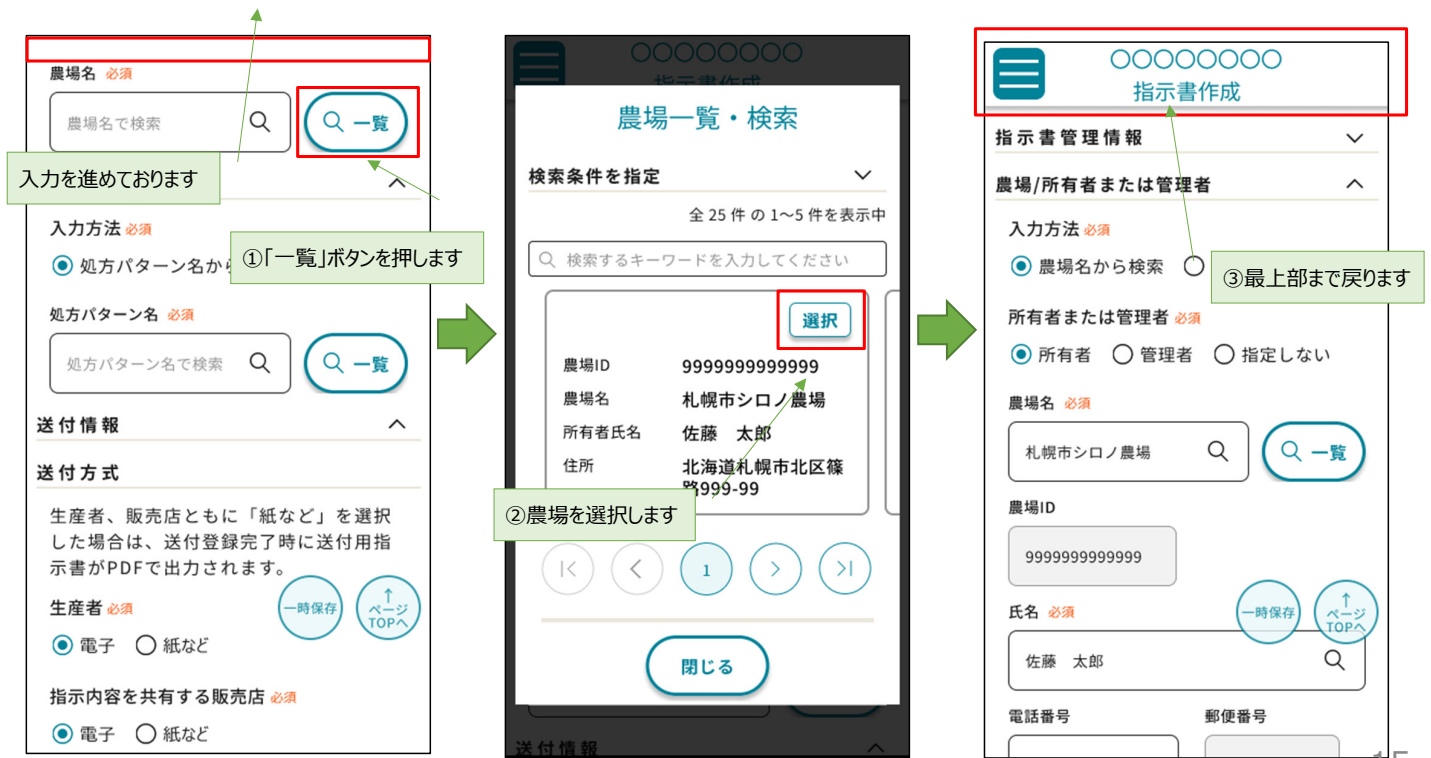 農場名 必須
農場名で検索
一覧
入力を進めております
入力方法 必須
処方パターン名か
①「一覧」ボタンを押します
処方パターン名 必須
処方パターン名で検索
一覧
送付情報
送付方式
生産者、販売店ともに「紙など」を選択
した場合は、送付登録完了時に送付用指
示書がPDFで出力されます。
生産者 必須
一時保存
↑
ページ
TOPへ
電子 紙など
指示内容を共有する販売店 必須
電子 紙など
○○○○○○○○
指示書作成
農場一覧・検索
検索条件を指定
全 25 件 の 1～5 件を表示中
検索するキーワードを入力してください
選択
農場ID 9999999999999
農場名 札幌市シロノ農場
所有者氏名 佐藤 太郎
住所 北海道札幌市北区篠
路999-99
②農場を選択します
1
閉じる
送付情報
○○○○○○○○
指示書作成
指示書管理情報
農場/所有者または管理者
入力方法 必須
農場名から検索
③最上部まで戻ります
所有者または管理者 必須
所有者 管理者 指定しない
農場名 必須
札幌市シロノ農場
一覧
農場ID
9999999999999
氏名 必須
一時保存
↑
ページ
TOPへ
佐藤 太郎
電話番号 郵便番号